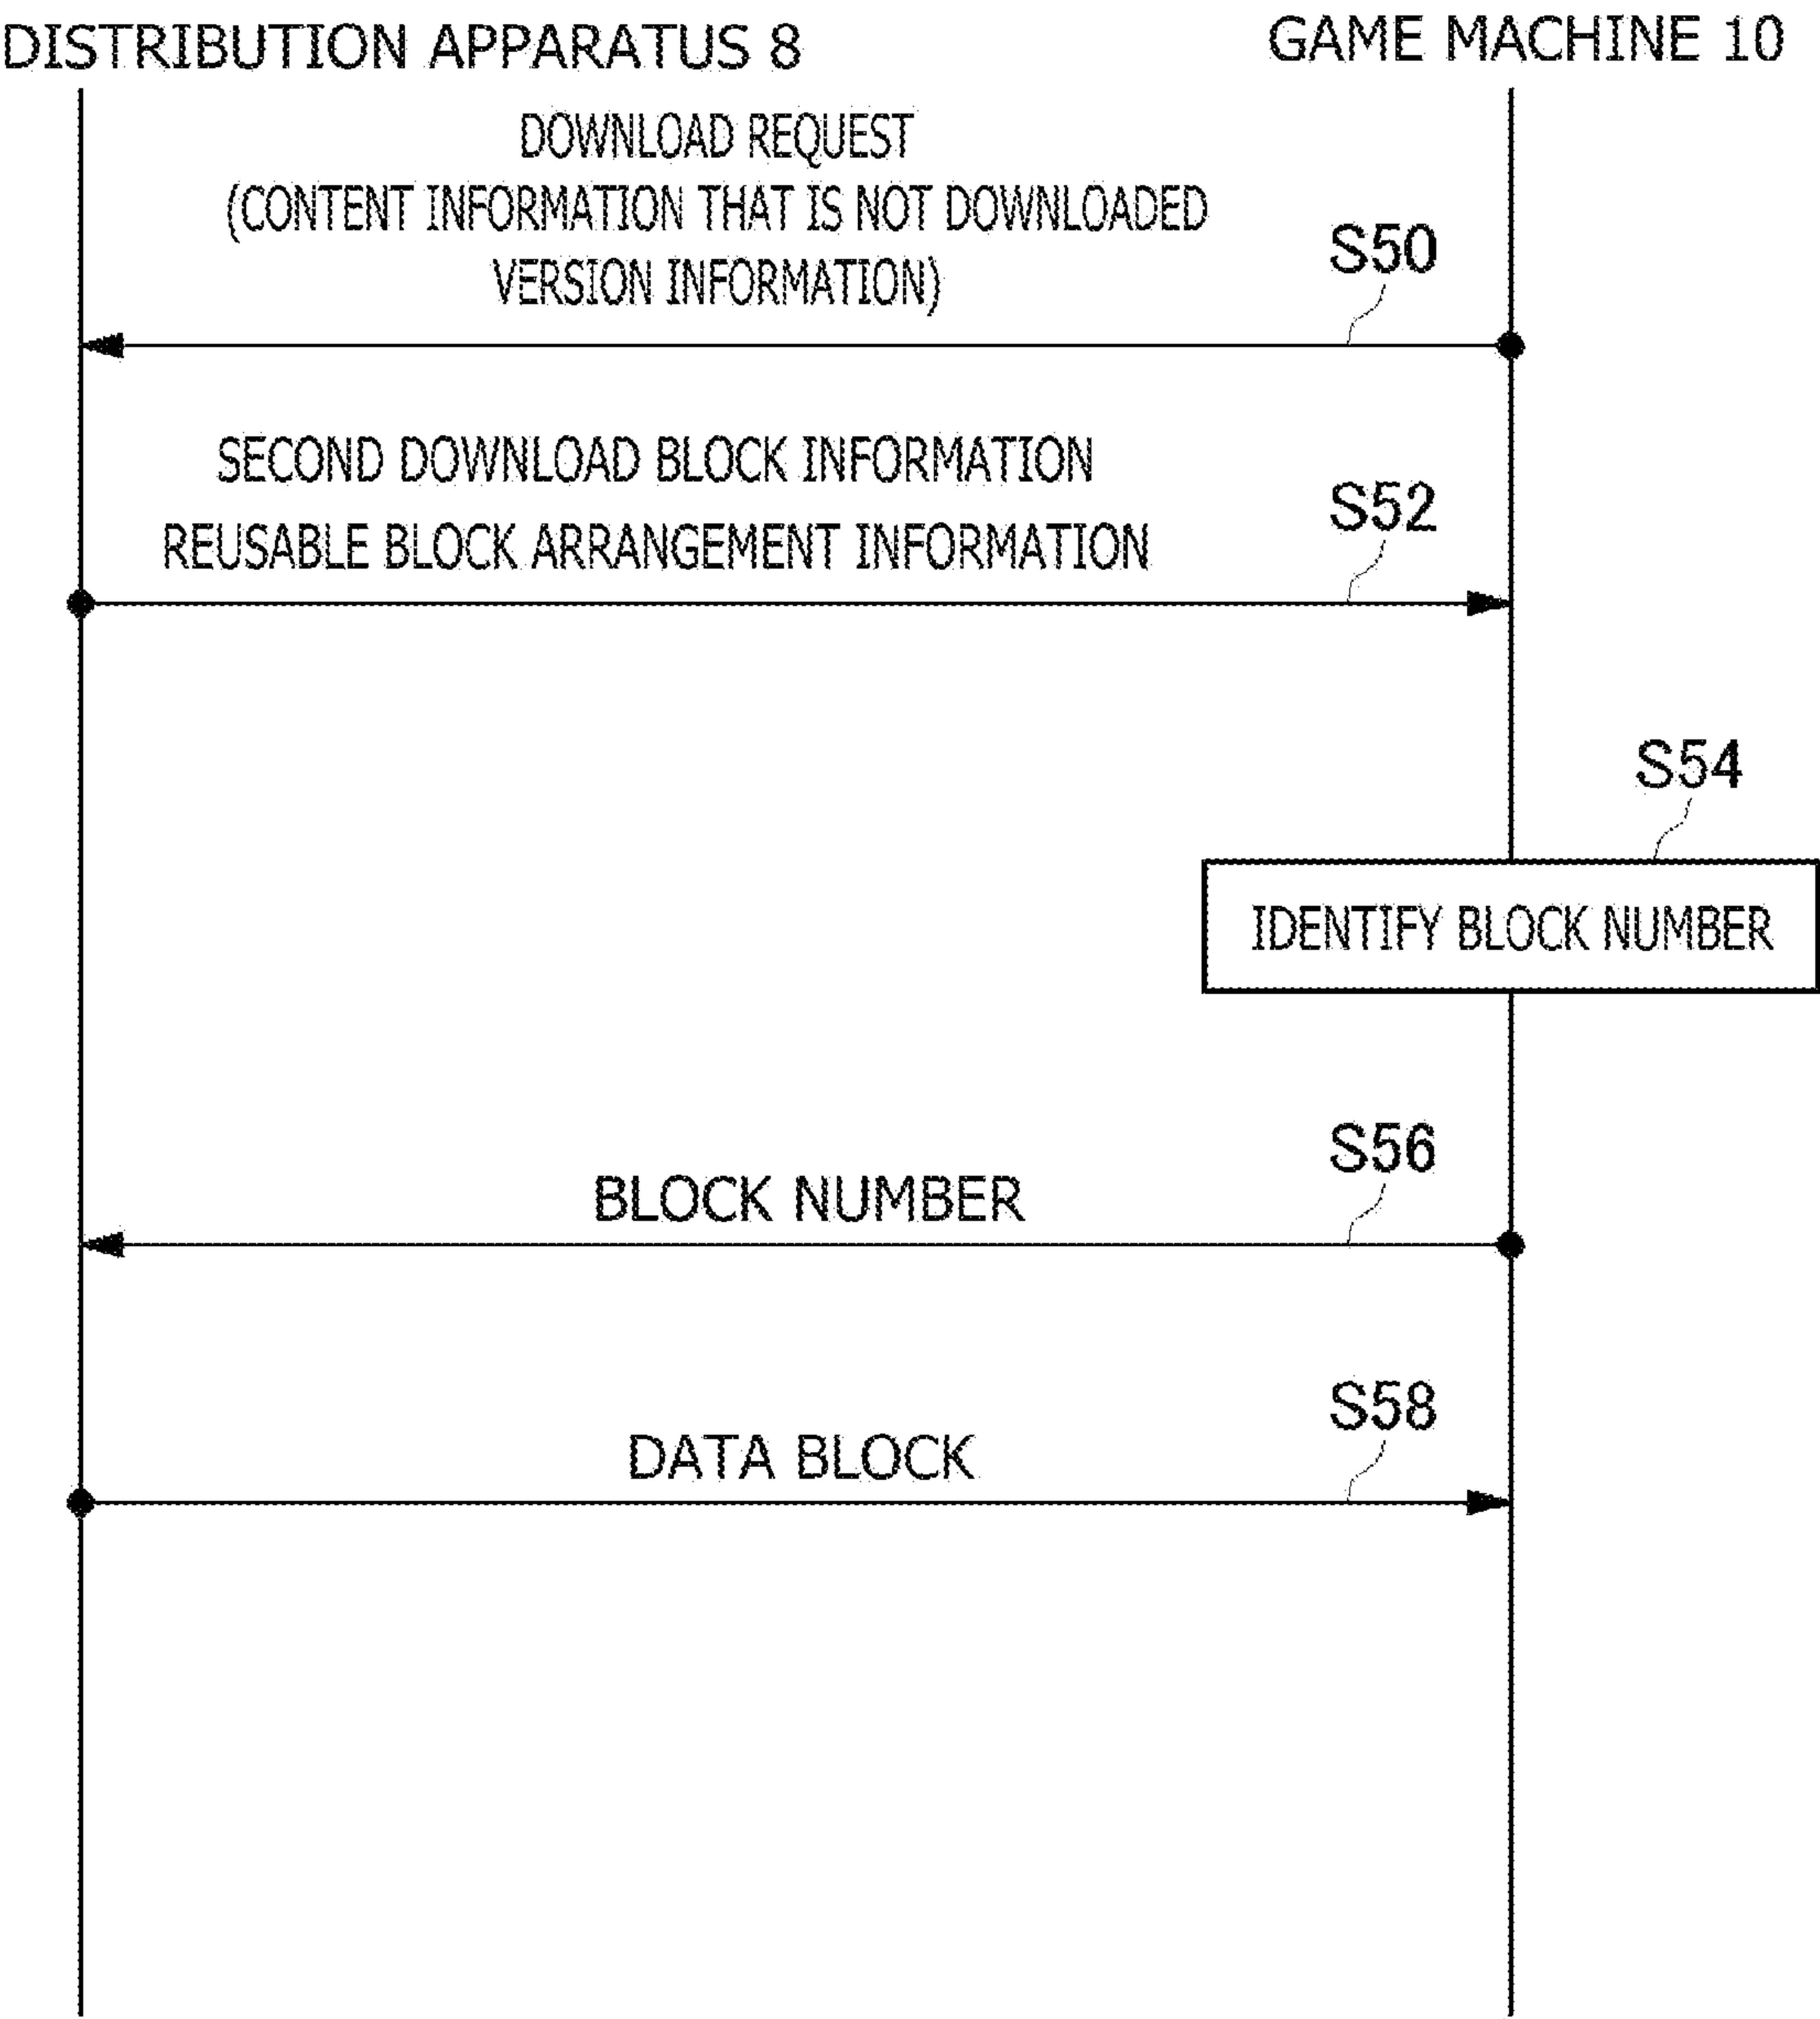 DISTRIBUTION APPARATUS 8
GAME MACHINE 10
DOWNLOAD REQUEST
(CONTENT INFORMATION THAT IS NOT DOWNLOADED
VERSION INFORMATION)
S50
SECOND DOWNLOAD BLOCK INFORMATION
REUSABLE BLOCK ARRANGEMENT INFORMATION
S52
S54
IDENTIFY BLOCK NUMBER
S56
BLOCK NUMBER
S58
DATA BLOCK